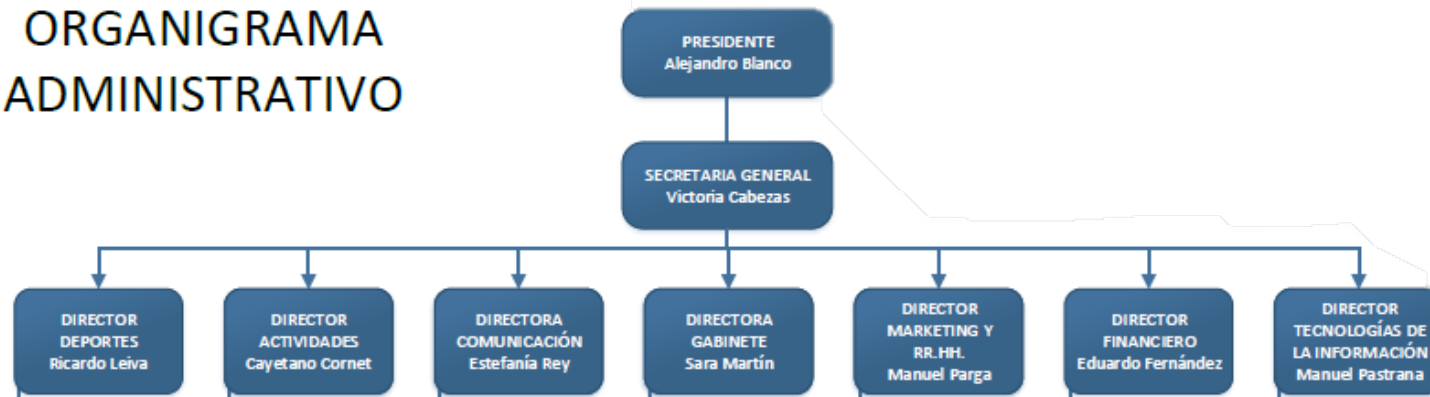 ORGANIGRAMA
ADMINISTRATIVO
PRESIDENTE
Alejandro Blanco
SECRETARIA GENERAL
Victoria Cabezas
DIRECTOR
DEPORTES
Ricardo Leiva
DIRECTOR
ACTIVIDADES
Cayetano Cornet
DIRECTORA
COMUNICACIÓN
Estefanía Rey
DIRECTORA
GABINETE
Sara Martín
DIRECTOR
MARKETING Y
RR.HH.
Manuel Parga
DIRECTOR
FINANCIERO
Eduardo Fernández
DIRECTOR
TECNOLOGÍAS DE
LA INFORMACIÓN
Manuel Pastrana